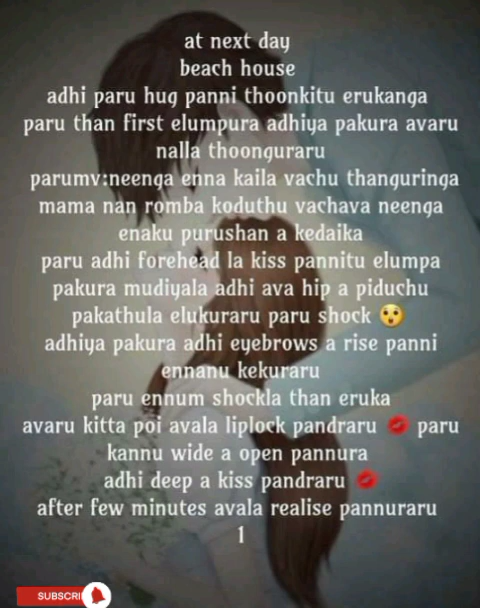 at next day
beach house
adhi paru hug panni thoonkitu erukanga
paru than first elumpura adhiya pakura avaru
nalla thoonguraru
parumv:neenga enna kaila vachu thanguringa
mama nan romba koduthu vachava neenga
enaku purushan a kedaika
paru adhi forehead la kiss pannitu elumpa
pakura mudiyala adhi ava hip a piduchu
pakathula elukuraru paru shock 😲
adhiya pakura adhi eyebrows a rise panni
ennanu kekuraru
paru ennum shockla than eruka
avaru kitta poi avala liplock pandraru 💋 paru
kannu wide a open pannura
adhi deep a kiss pandraru 💋
after few minutes avala realise pannuraru
1
SUBSCRI